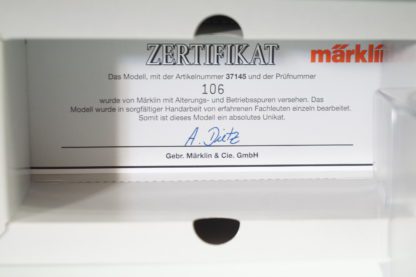 ZERTIFIKAT
märklin
Das Modell, mit der Artikelnummer 37145 und der Prüfnummer
106
wurde von Märklin mit Alterungs- und Betriebsspuren versehen. Das
Modell wurde in sorgfältiger Handarbeit von erfahrenen Fachleuten einzeln bearbeitet.
Somit ist dieses Modell ein absolutes Unikat.
A. Dietz
Gebr. Märklin & Cie. GmbH